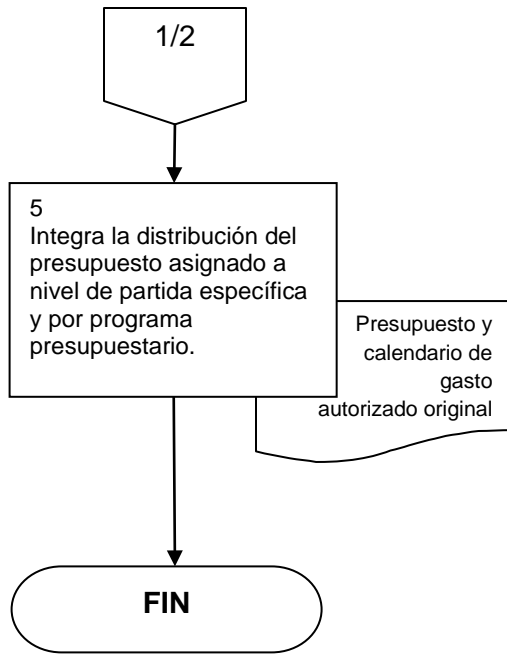 1/2
5
Integra la distribución del
presupuesto asignado a
nivel de partida específica
y por programa
presupuestario.
Presupuesto y
calendario de
gasto
autorizado original
FIN